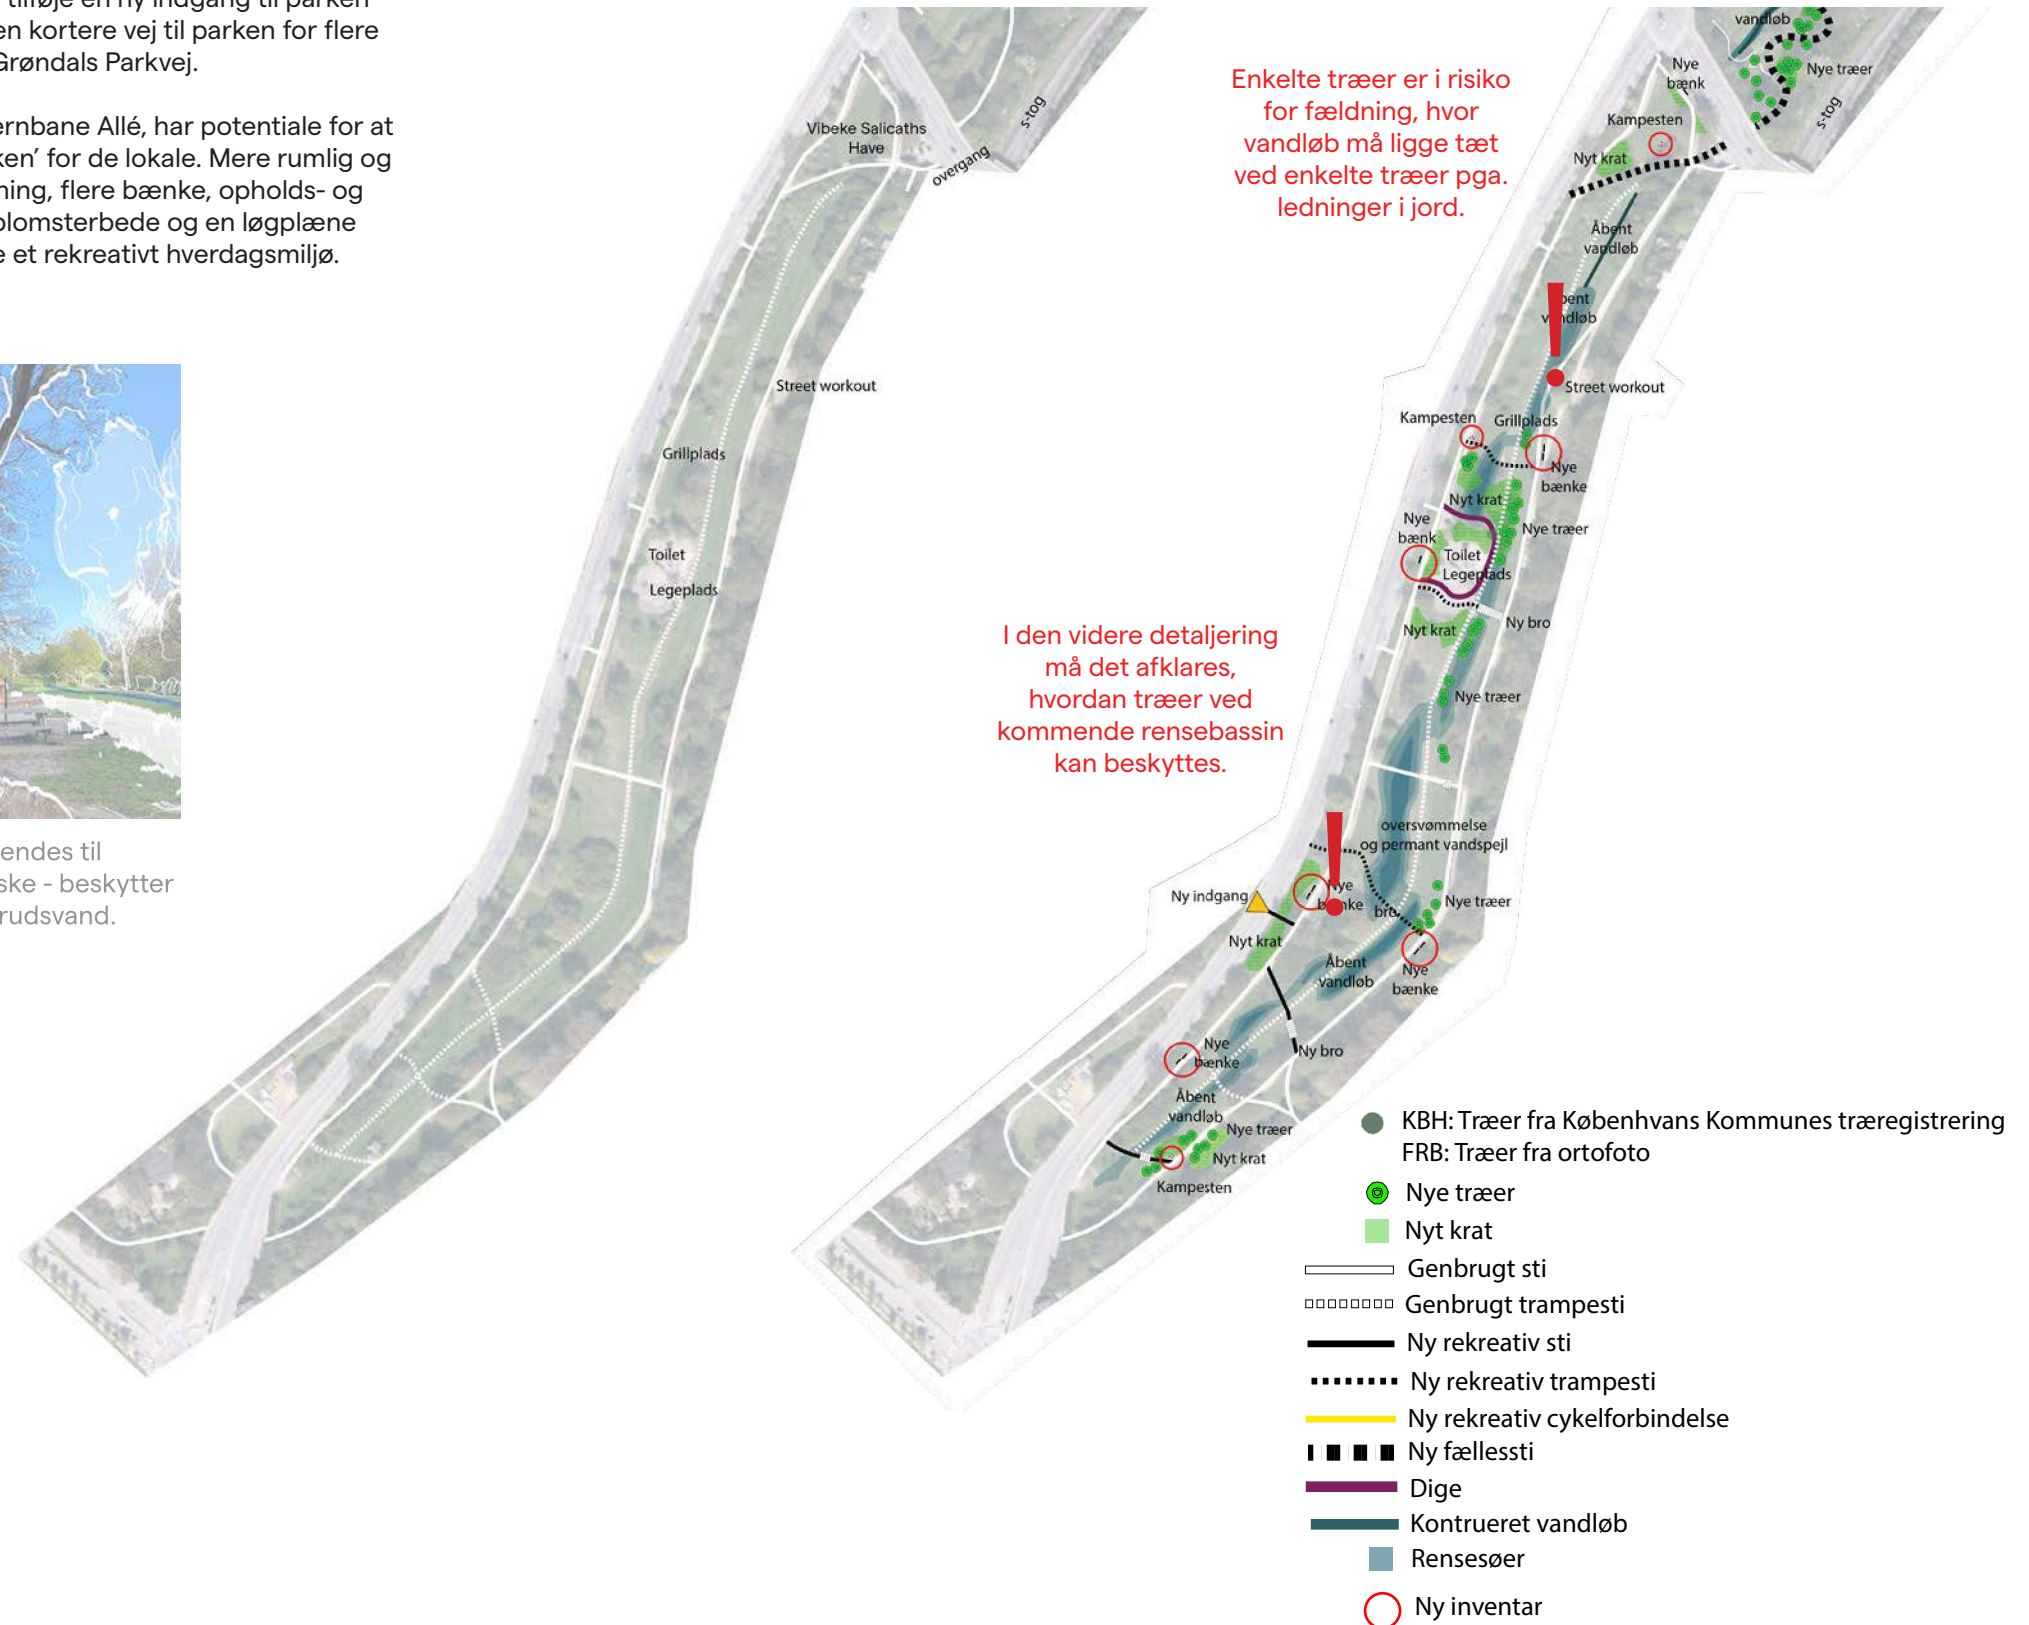 tilføje en ny indgang til parken
en kortere vej til parken for flere
Grøndals Parkvej.
ernbane Allé, har potentiale for at
ken' for de lokale. Mere rumlig og
ning, flere bænke, opholds- og
blomsterbede og en løgplæne
e et rekreativt hverdagsmiljø.
endes til
ske - beskytter
rudsvand.
Vibeke Salicaths
Have
overgang
s-tog
Street workout
Grillplads
Toilet
Legeplads
Enkelte træer er i risiko
for fældning, hvor
vandløb må ligge tæt
ved enkelte træer pga.
ledninger i jord.
I den videre detaljering
må det afklares,
hvordan træer ved
kommende rensebassin
kan beskyttes.
vandløb
Nye træer
s-tog
Nye
bænk
Kampesten
Nyt krat
Åbent
vandløb
bent
vandløb
Street workout
Kampesten
Grillplads
Nye
bænke
Nyt krat
Nye
bænk
Nye træer
Toilet
Legeplads
Ny bro
Nyt krat
Nye træer
oversvømmelse
og permant vandspejl
Ny indgang
Nye
bænke
bro
Nye træer
Nyt krat
Åbent
vandløb
Nye
bænke
Nye
bænke
Ny bro
Åbent
vandløb
Nye træer
Nyt krat
Kampesten
KBH: Træer fra Københvans Kommunes træregistrering
FRB: Træer fra ortofoto
Nye træer
Nyt krat
Genbrugt sti
Genbrugt trampesti
Ny rekreativ sti
Ny rekreativ trampesti
Ny rekreativ cykelforbindelse
Ny fællessti
Dige
Kontrueret vandløb
Rensesøer
Ny inventar